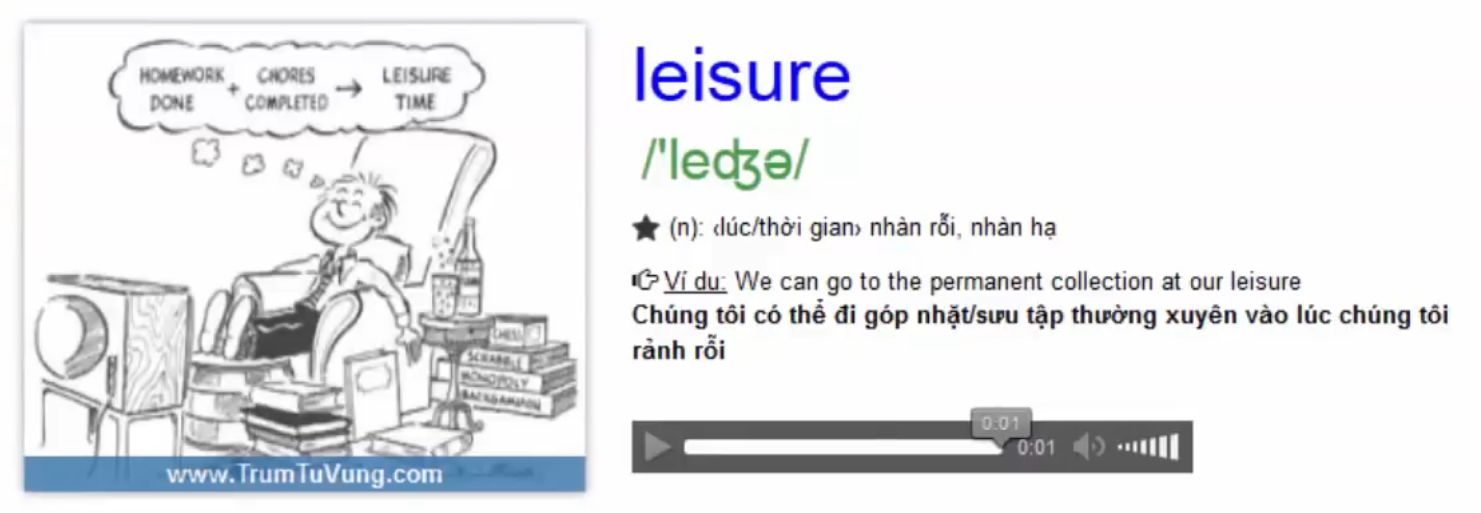 HOMEWORK + CHORES → LEISURE
DONE COMPLETED TIME
CHESS
SCRABBLE
MONOPOLY
BACKGAMMON
www.TrumTuVung.com
leisure
/'ledʒə/
★ (n): ‹lúc/thời gian› nhàn rỗi, nhàn hạ
Ví dụ: We can go to the permanent collection at our leisure
Chúng tôi có thể đi góp nhặt/sưu tập thường xuyên vào lúc chúng tôi
rảnh rỗi
0:01
0:01